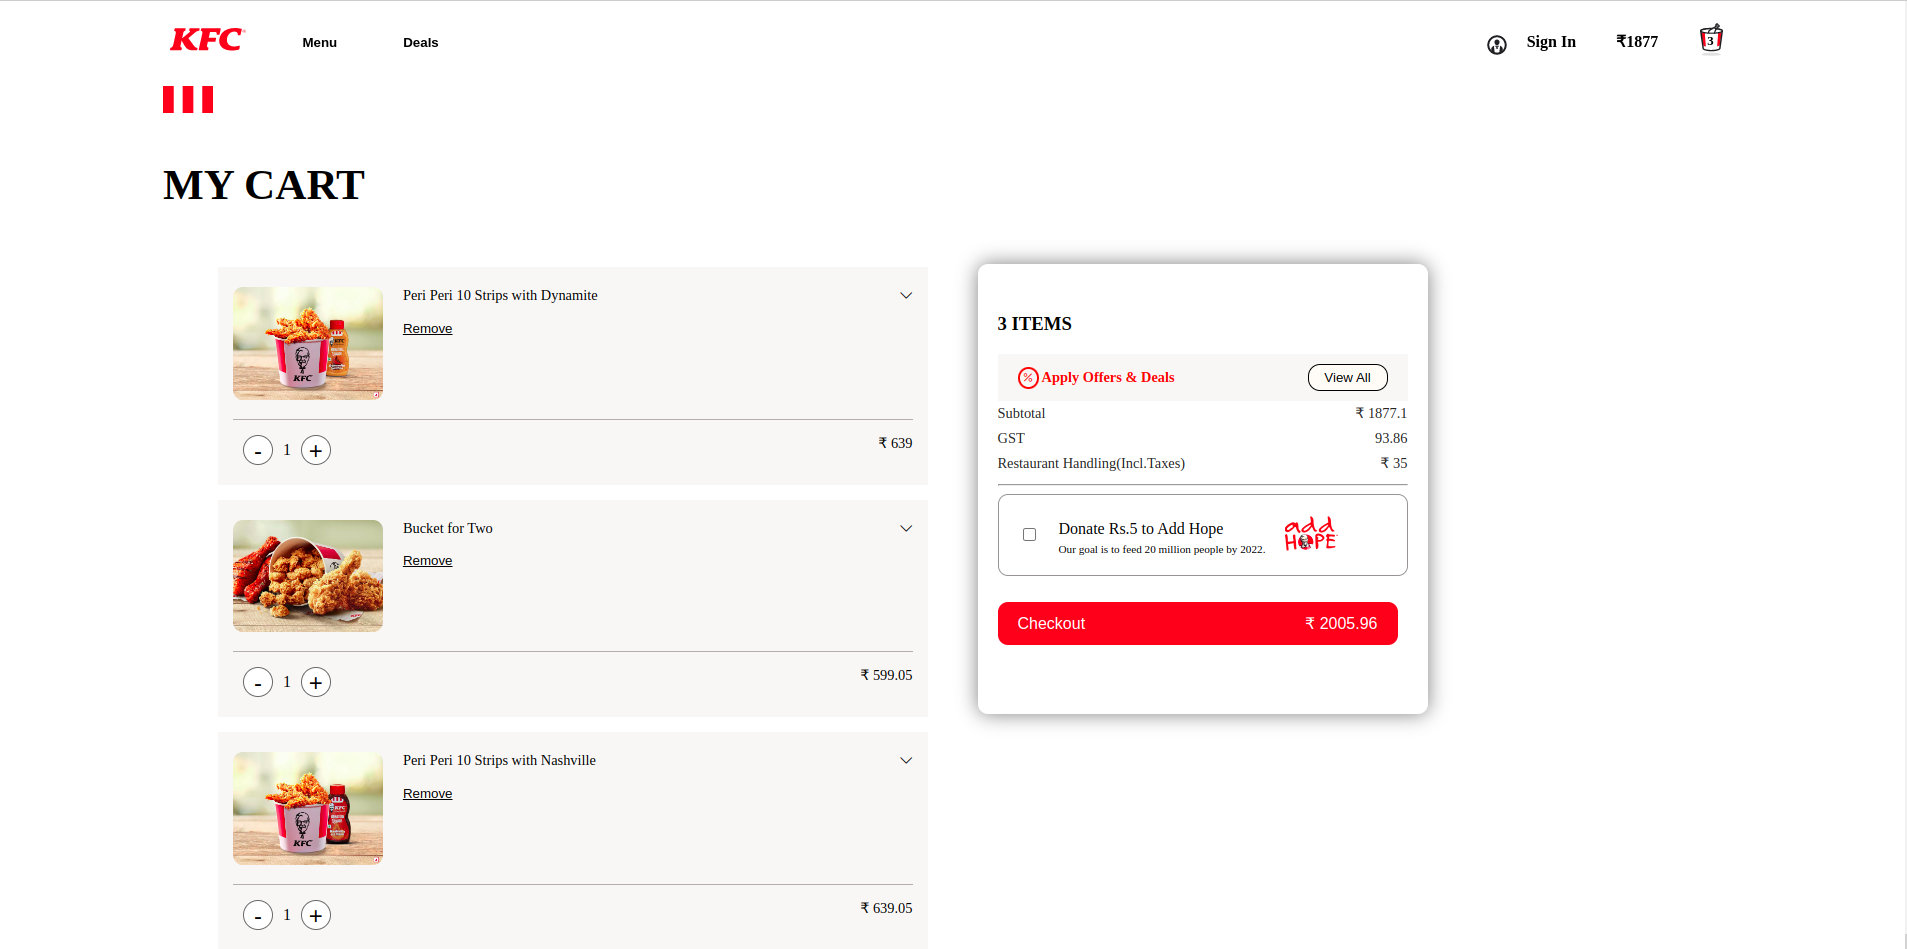 KFC
Menu
Deals
Sign In
₹1877
3
MY CART
Peri Peri 10 Strips with Dynamite
Remove
KFC
- 1 +
₹ 639
Bucket for Two
Remove
- 1 +
₹ 599.05
Peri Peri 10 Strips with Nashville
Remove
KFC
KFC
- 1 +
₹ 639.05
3 ITEMS
% Apply Offers & Deals
View All
Subtotal
₹ 1877.1
GST
93.86
Restaurant Handling(Incl.Taxes)
₹ 35
Donate Rs.5 to Add Hope
Our goal is to feed 20 million people by 2022.
add
HOPE
Checkout
₹ 2005.96